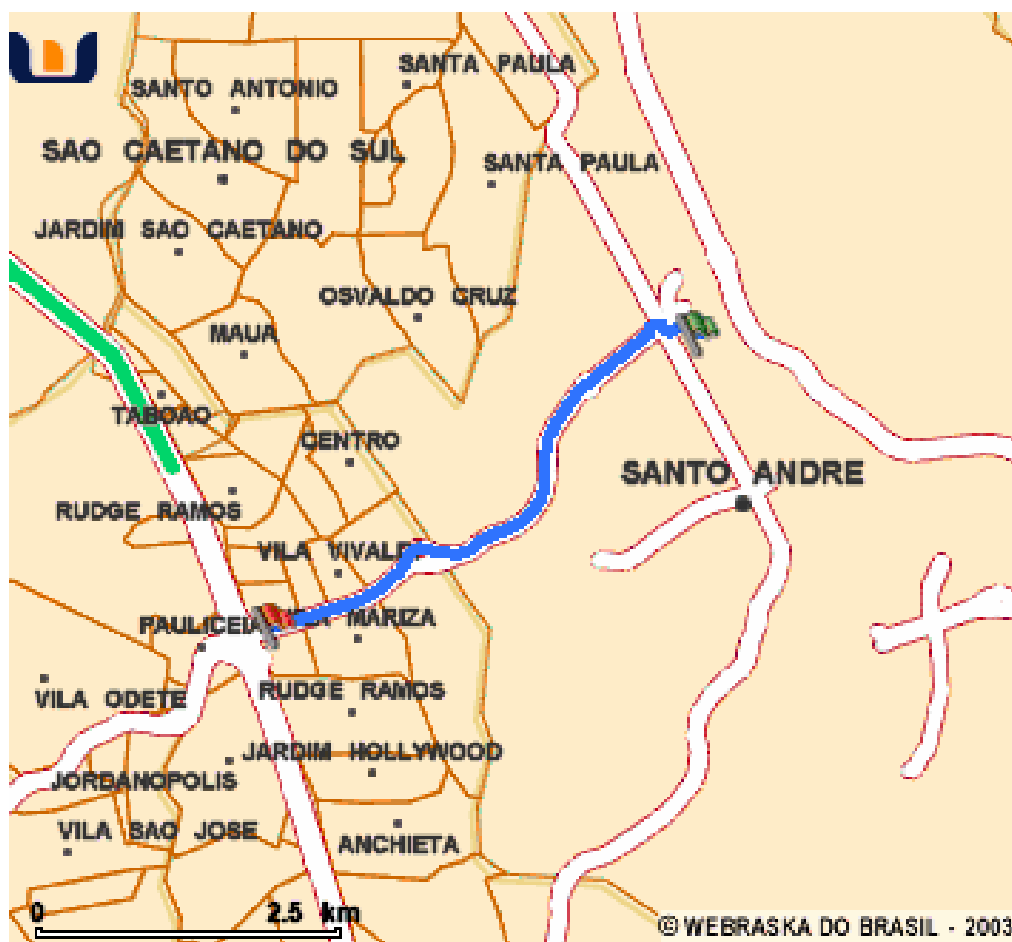 SANTA PAULA
SANTO ANTONIO
SAO CAETANO DO SUL
SANTA PAULA
JARDIM SAO CAETANO
OSVALDO CRUZ
MAUA
TABOAO
CENTRO
SANTO ANDRE
RUDGE RAMOS
VILA
PAULICEIA
MARIZA
VILA ODETE
RUDGE RAMOS
JARDIM HOLLYWOOD
JORDANOPOLIS
VILA SAO JOSE
ANCHIETA
0 2.5 km
© WEBRASKA DO BRASIL - 2003